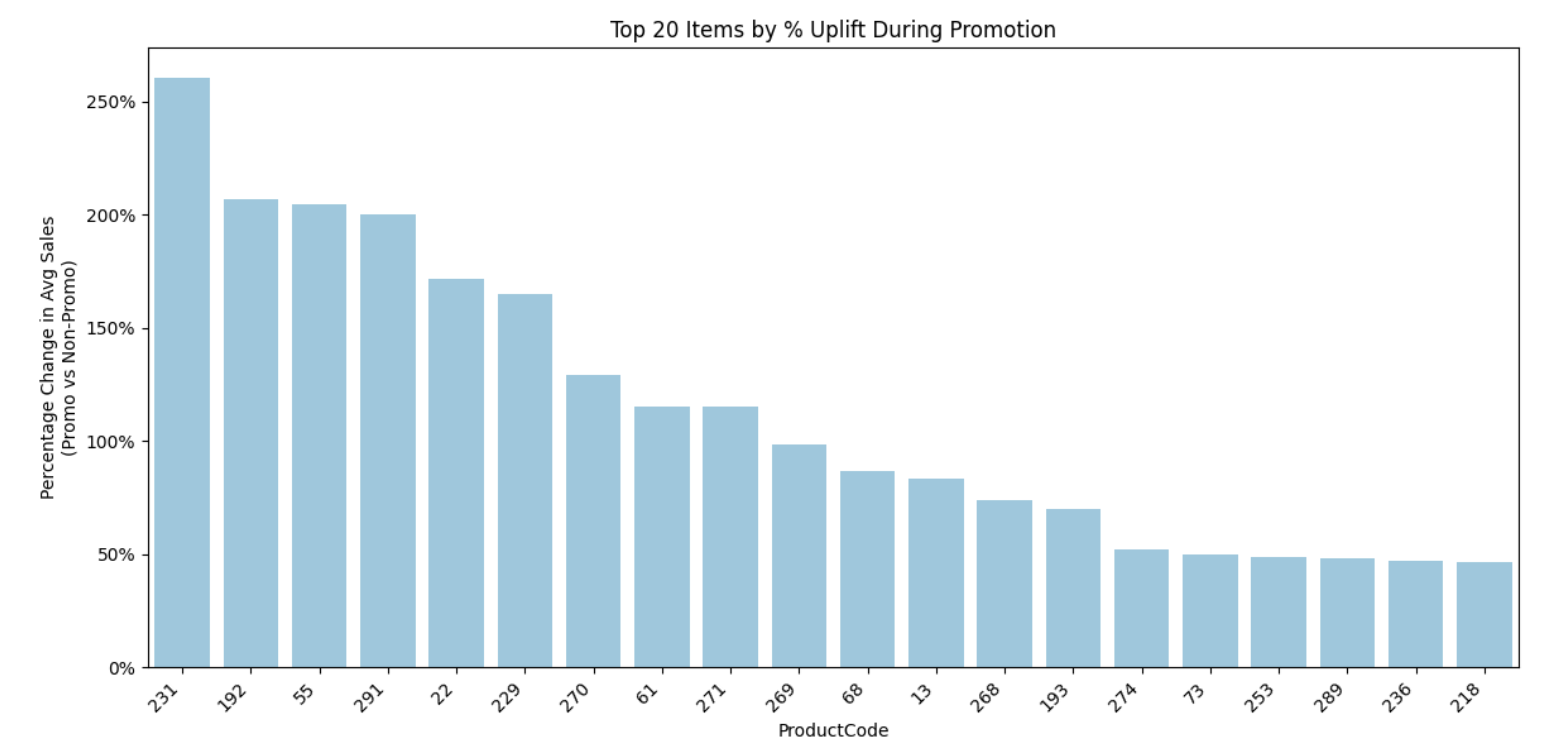 Top 20 Items by % Uplift During Promotion
Percentage Change in Avg Sales
(Promo vs Non-Promo)
250%
200%
150%
100%
50%
0%
231 192 55 291 22 229 270 61 271 269 68 13 268 193 274 73 253 289 236 218
ProductCode